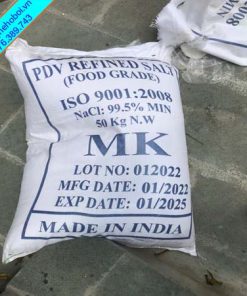 PDV REFINED SALT
(FOOD GRADE)
ISO 9001:2008
NaCl: 99.5% MIN
50 Kg N.W
MK
LOT NO: 012022
MFG DATE: 01/2022
EXP DATE: 01/2025
MADE IN INDIA